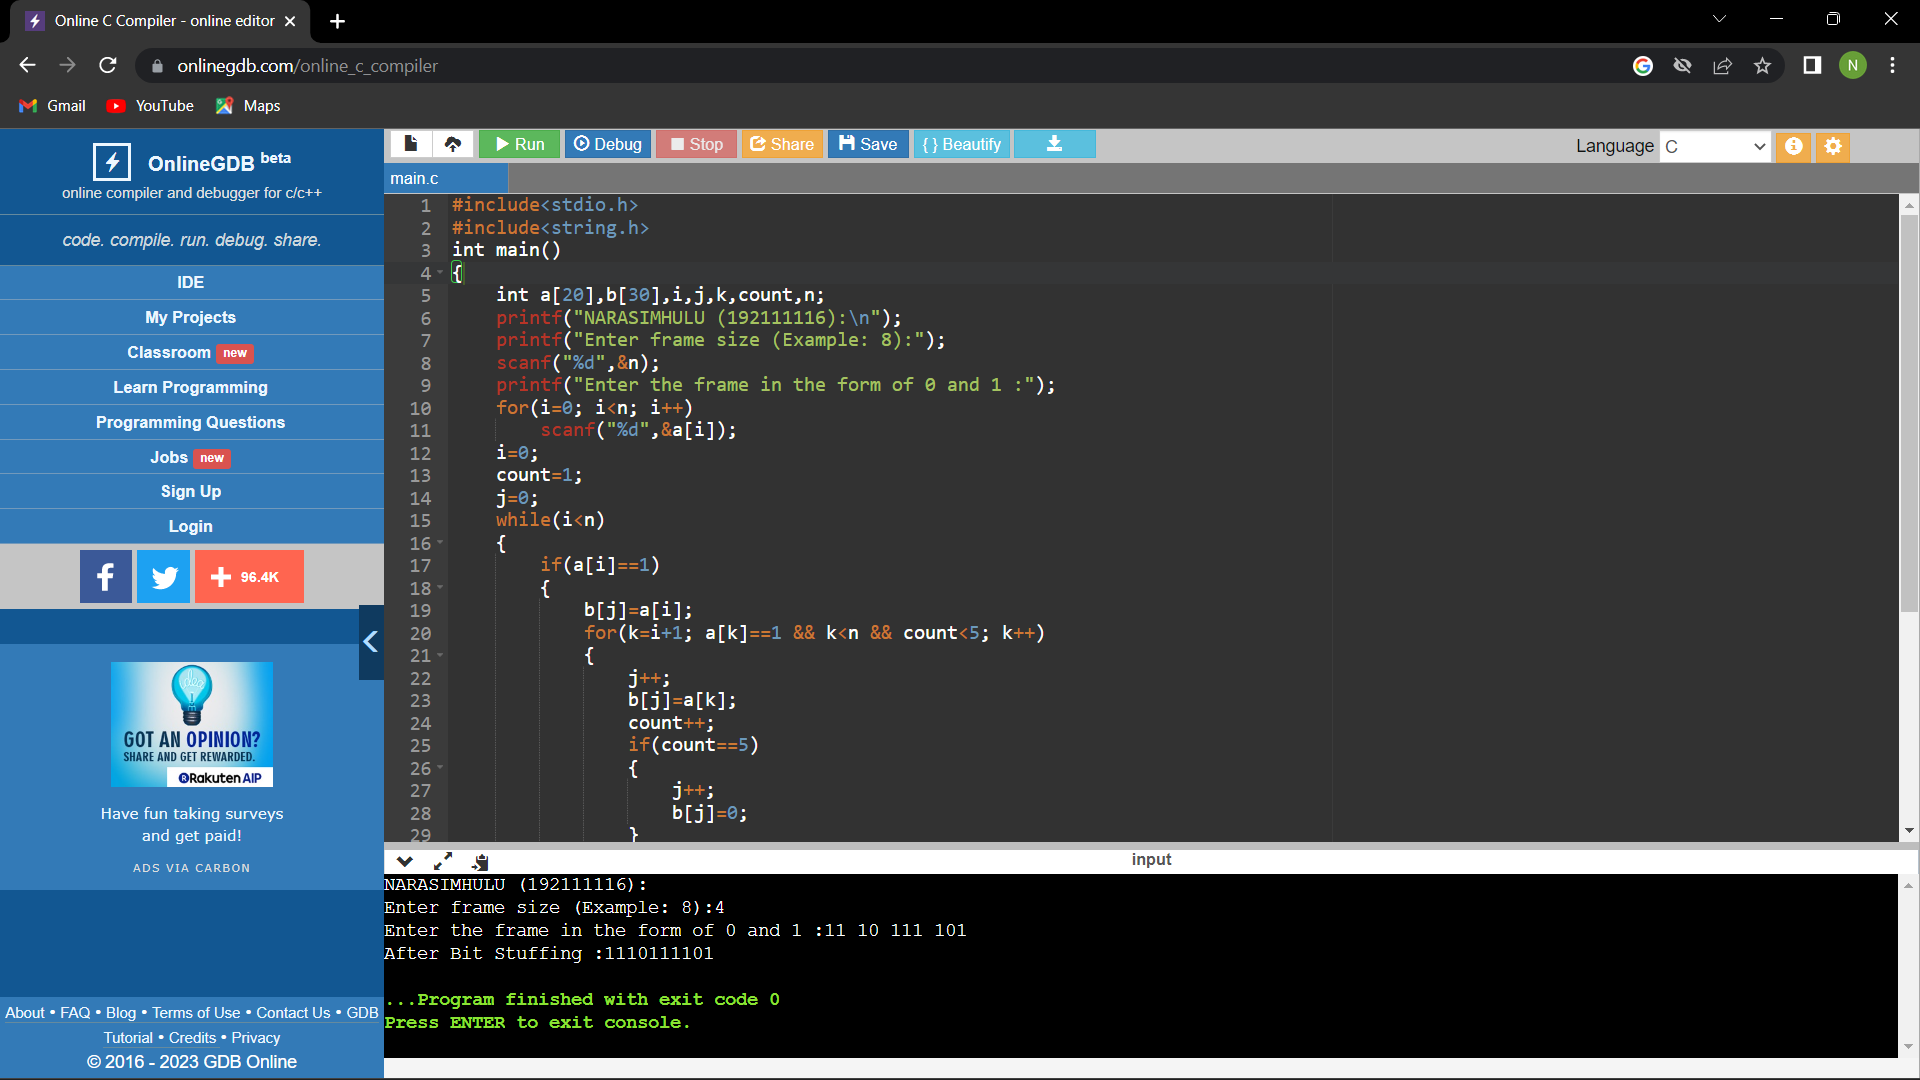 Online C Compiler - online editor
onlinegdb.com/online_c_compiler
N
Gmail YouTube Maps
OnlineGDB beta
online compiler and debugger for c/c++
code. compile. run. debug. share.
IDE
My Projects
Classroom new
Learn Programming
Programming Questions
Jobs new
Sign Up
Login
f + 96.4K
GOT AN OPINION?
SHARE AND GET REWARDED.
Rakuten AIP
Have fun taking surveys
and get paid!
ADS VIA CARBON
About • FAQ • Blog • Terms of Use • Contact Us • GDB
Tutorial • Credits • Privacy
© 2016 - 2023 GDB Online
Run Debug Stop Share Save { } Beautify Language C
main.c
1 #include<stdio.h>
2 #include<string.h>
3 int main()
4 {
5 int a[20],b[30],i,j,k,count,n;
6 printf("NARASIMHULU (192111116):\n");
7 printf("Enter frame size (Example: 8):");
8 scanf("%d",&n);
9 printf("Enter the frame in the form of 0 and 1 :");
10 for(i=0; i<n; i++)
11 scanf("%d",&a[i]);
12 i=0;
13 count=1;
14 j=0;
15 while(i<n)
16 {
17 if(a[i]==1)
18 {
19 b[j]=a[i];
20 for(k=i+1; a[k]==1 && k<n && count<5; k++)
21 {
22 j++;
23 b[j]=a[k];
24 count++;
25 if(count==5)
26 {
27 j++;
28 b[j]=0;
29 }
input
NARASIMHULU (192111116):
Enter frame size (Example: 8):4
Enter the frame in the form of 0 and 1 :11 10 111 101
After Bit Stuffing :1110111101
...Program finished with exit code 0
Press ENTER to exit console.